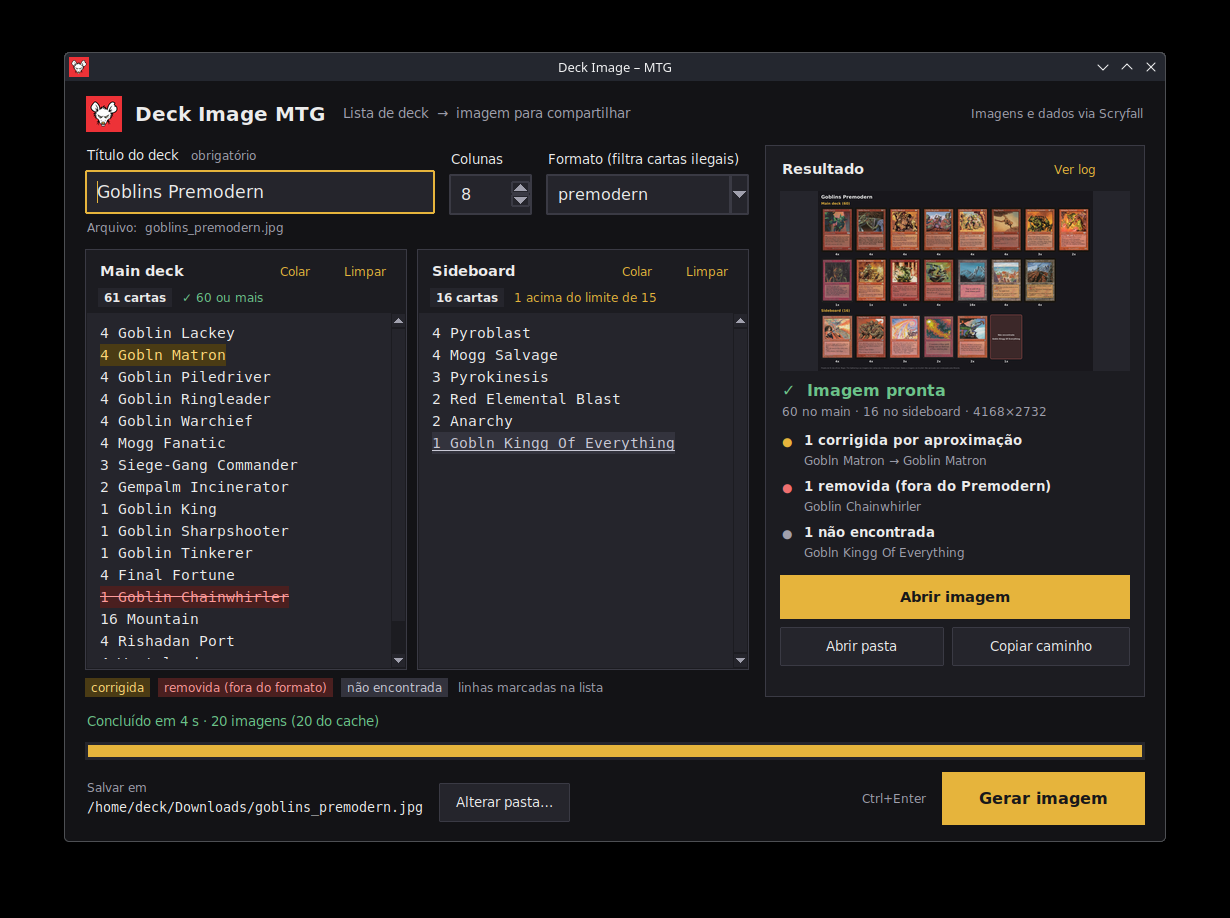 Deck Image – MTG
Deck Image MTG
Lista de deck → imagem para compartilhar
Imagens e dados via Scryfall
Título do deck obrigatório
Colunas
Formato (filtra cartas ilegais)
Goblins Premodern
8
premodern
Arquivo: goblins_premodern.jpg
Main deck
Colar
Limpar
61 cartas
✓ 60 ou mais
4 Goblin Lackey
4 Gobln Matron
4 Goblin Piledriver
4 Goblin Ringleader
4 Goblin Warchief
4 Mogg Fanatic
3 Siege-Gang Commander
2 Gempalm Incinerator
1 Goblin King
1 Goblin Sharpshooter
1 Goblin Tinkerer
4 Final Fortune
1 Goblin Chainwhirler
16 Mountain
4 Rishadan Port
Sideboard
Colar
Limpar
16 cartas
1 acima do limite de 15
4 Pyroblast
4 Mogg Salvage
3 Pyrokinesis
2 Red Elemental Blast
2 Anarchy
1 Gobln Kingg Of Everything
corrigida
removida (fora do formato)
não encontrada
linhas marcadas na lista
Resultado
Ver log
Goblins Premodern
Main deck (60)
Sideboard (16)
✓ Imagem pronta
60 no main · 16 no sideboard · 4168×2732
1 corrigida por aproximação
Gobln Matron → Goblin Matron
1 removida (fora do Premodern)
Goblin Chainwhirler
1 não encontrada
Gobln Kingg Of Everything
Abrir imagem
Abrir pasta
Copiar caminho
Concluído em 4 s · 20 imagens (20 do cache)
Salvar em
/home/deck/Downloads/goblins_premodern.jpg
Alterar pasta...
Ctrl+Enter
Gerar imagem